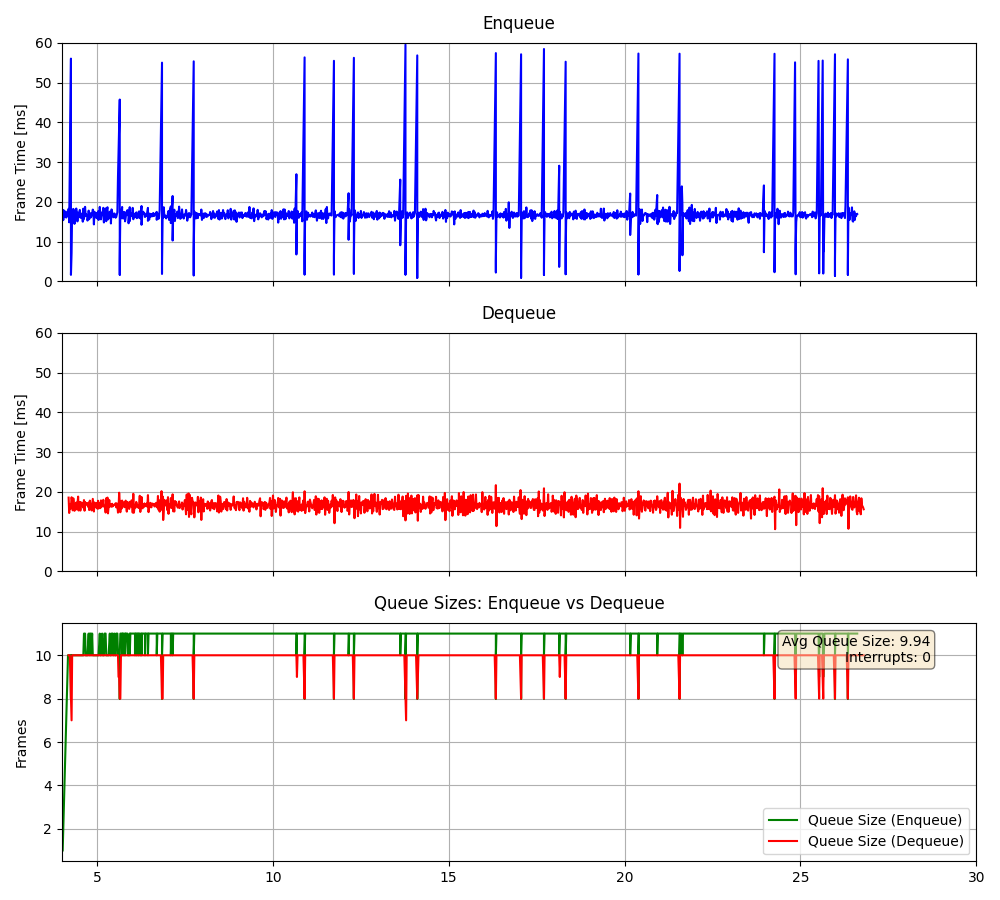 Enqueue
60
50
40
30
20
10
0
Frame Time [ms]
Dequeue
60
50
40
30
20
10
0
Frame Time [ms]
Queue Sizes: Enqueue vs Dequeue
Avg Queue Size: 9.94
Interrupts: 0
10
8
6
4
2
Frames
Queue Size (Enqueue)
Queue Size (Dequeue)
5 10 15 20 25 30